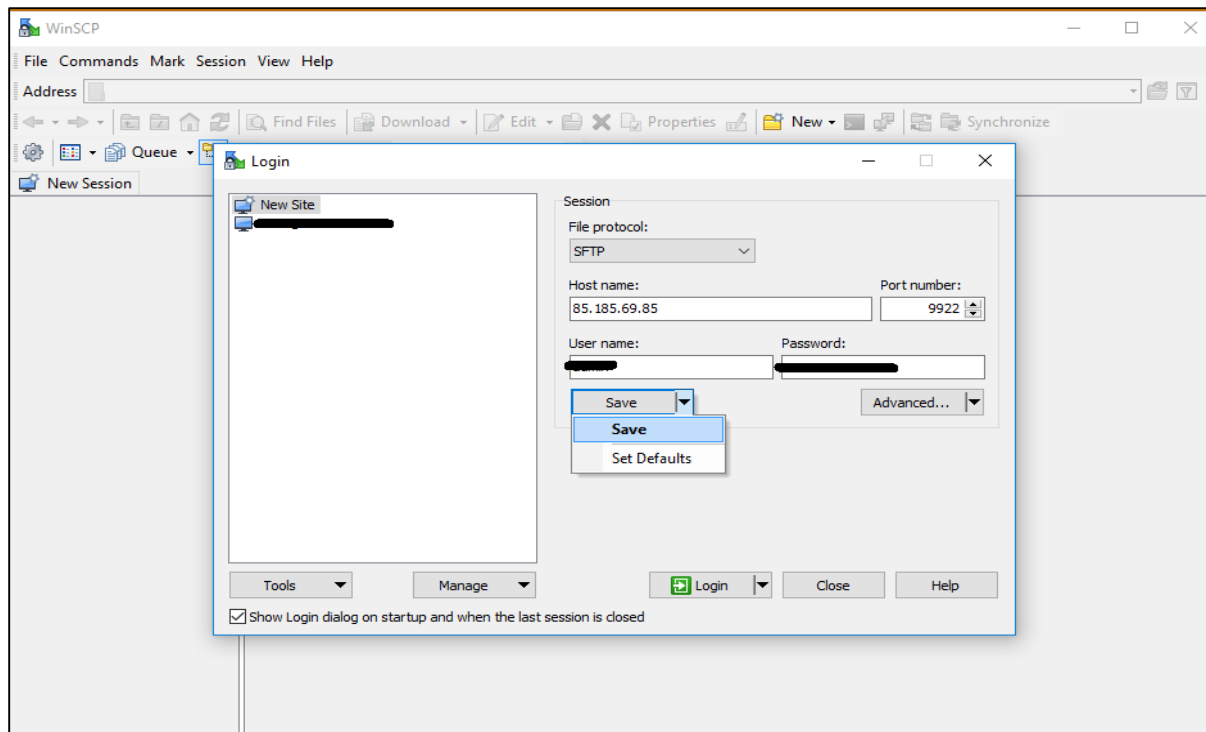 WinSCP
File Commands Mark Session View Help
Address
Find Files Download Edit Properties New Synchronize
Queue
New Session
Login
New Site
Session
File protocol:
SFTP
Host name: Port number:
85.185.69.85 9922
User name: Password:
Save Advanced...
Save
Set Defaults
Tools Manage Login Close Help
Show Login dialog on startup and when the last session is closed